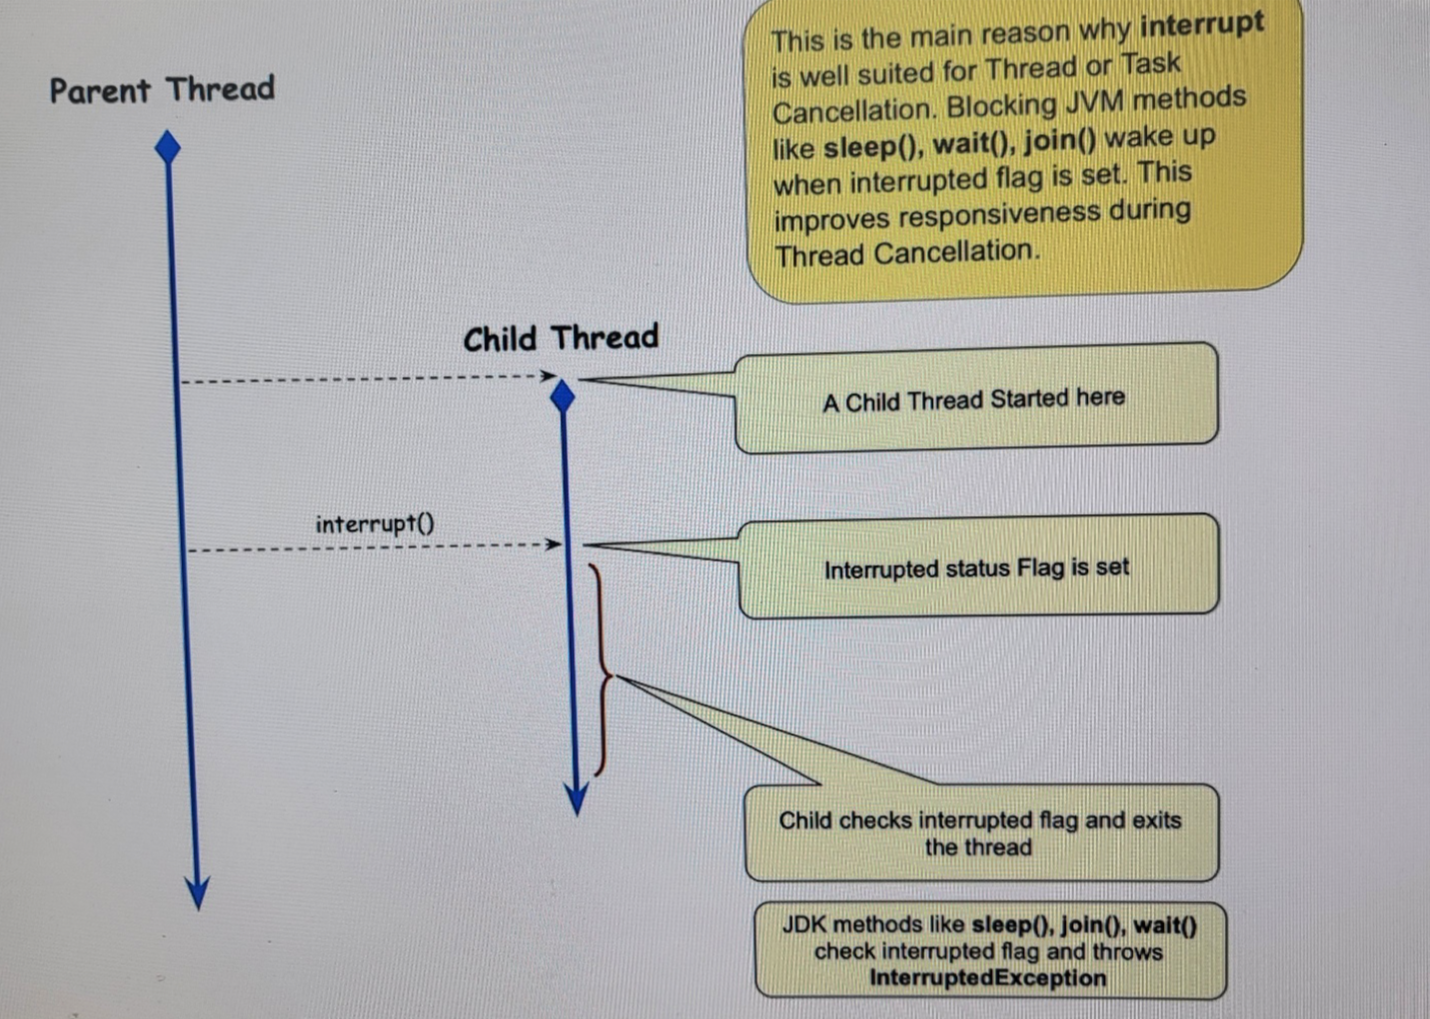 This is the main reason why interrupt
is well suited for Thread or Task
Cancellation. Blocking JVM methods
like sleep(), wait(), join() wake up
when interrupted flag is set. This
improves responsiveness during
Thread Cancellation.
Parent Thread
Child Thread
A Child Thread Started here
interrupt()
Interrupted status Flag is set
Child checks interrupted flag and exits
the thread
JDK methods like sleep(), join(), wait()
check interrupted flag and throws
InterruptedException